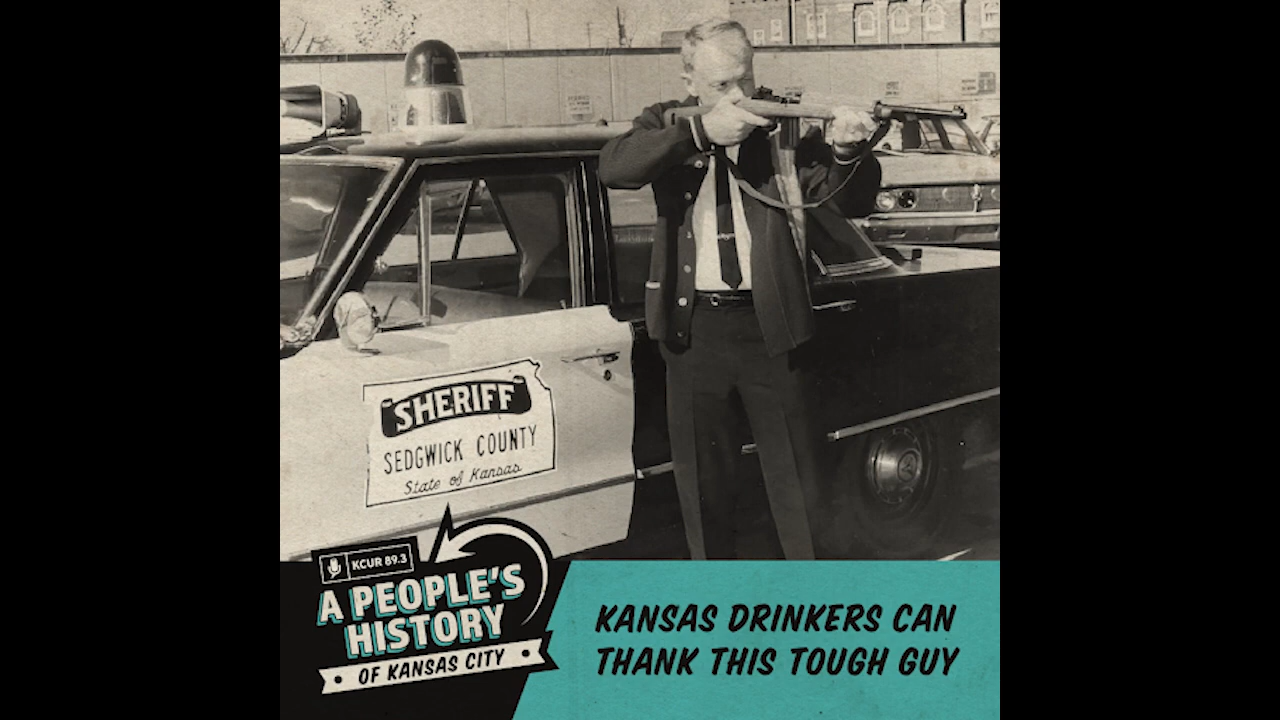 SHERIFF
SEDGWICK COUNTY
State of Kansas
KCUR 89.3
A PEOPLE'S
HISTORY
OF KANSAS CITY
KANSAS DRINKERS CAN
THANK THIS TOUGH GUY